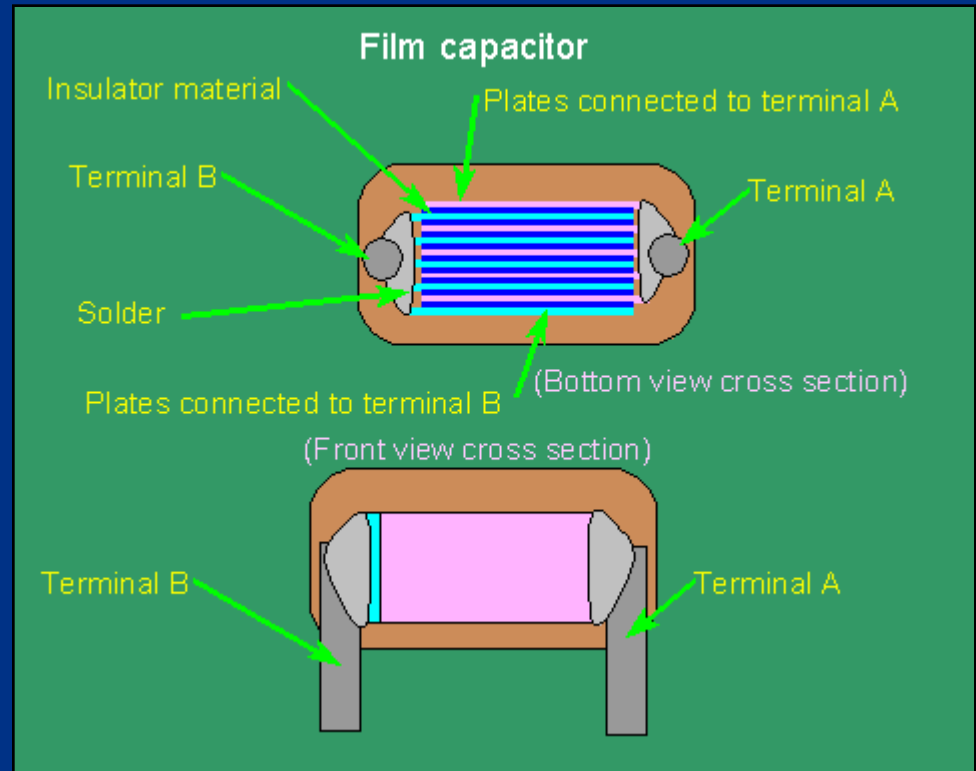 Film capacitor
Insulator material
Plates connected to terminal A
Terminal B
Terminal A
Solder
(Bottom view cross section)
Plates connected to terminal B
(Front view cross section)
Terminal B
Terminal A